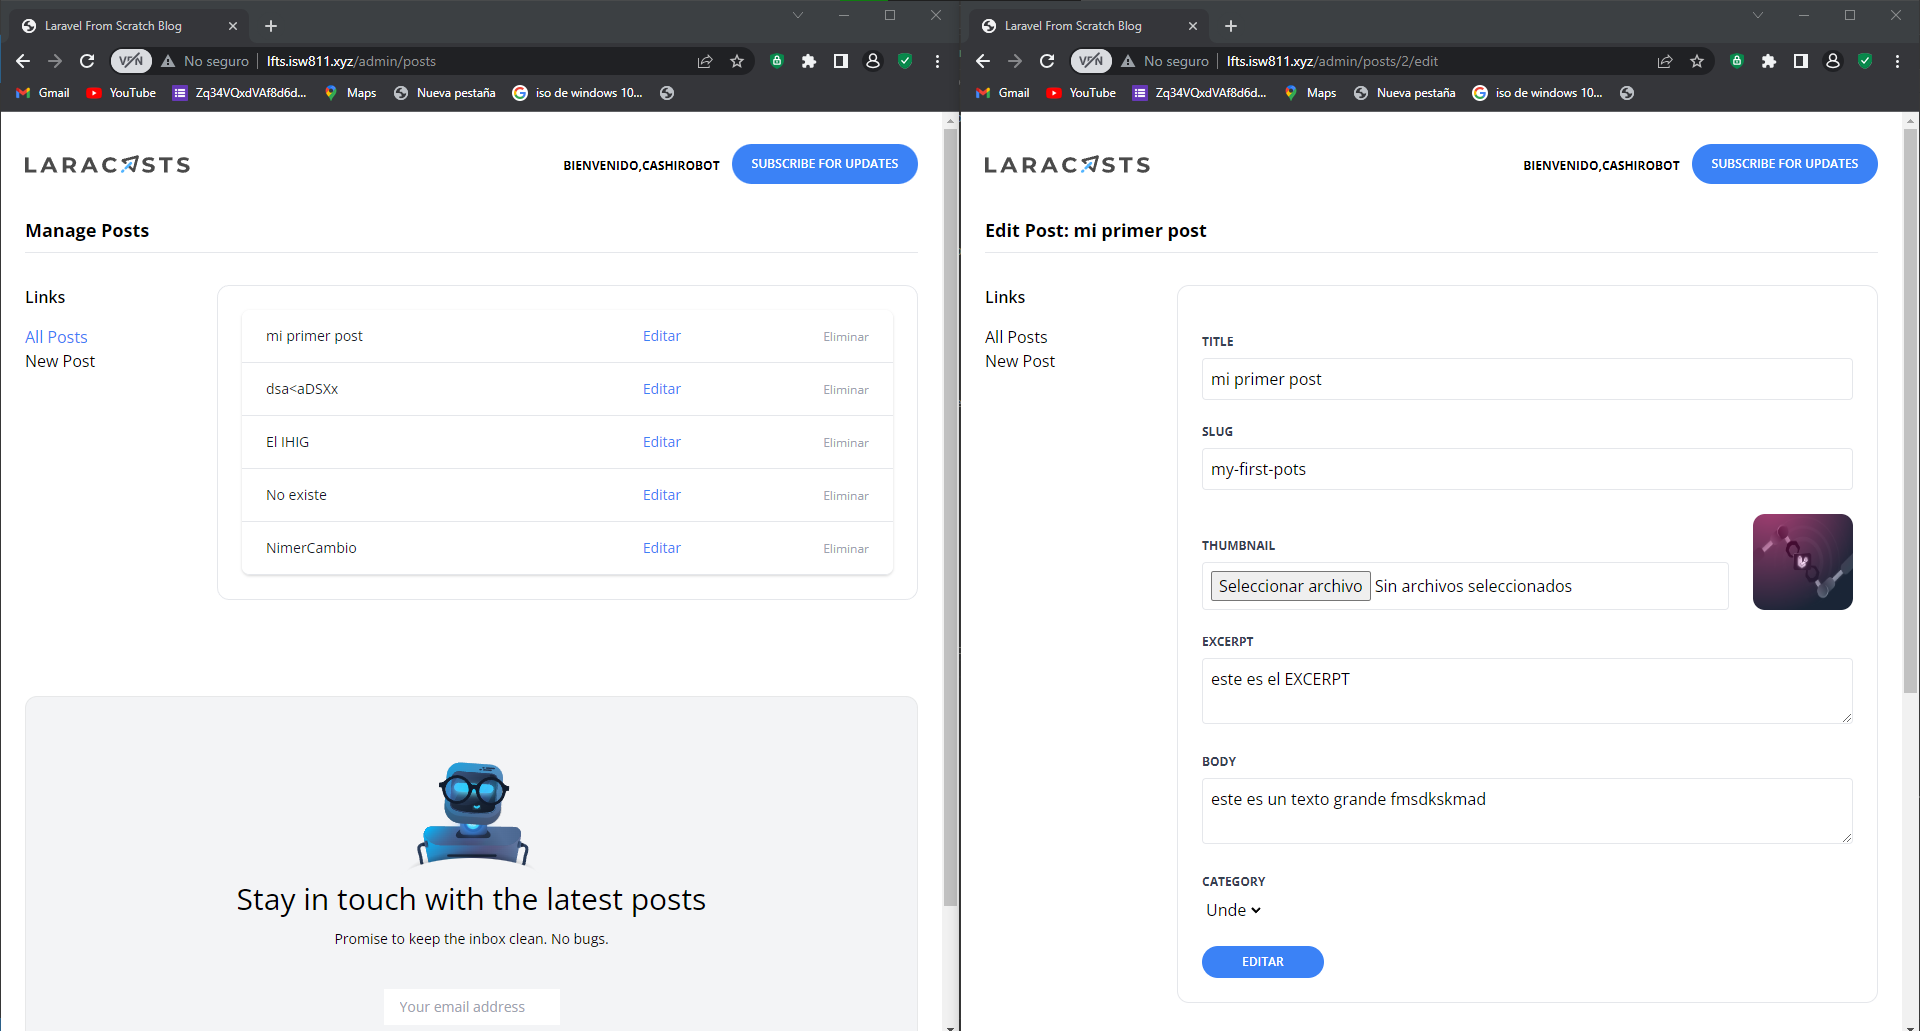 Laravel From Scratch Blog
VPN No seguro lfts.isw811.xyz/admin/posts
Gmail YouTube Zq34VQxdVAf8d6d... Maps Nueva pestaña iso de windows 10...
LARACASTS
BIENVENIDO,CASHIROBOT SUBSCRIBE FOR UPDATES
Manage Posts
Links
All Posts
New Post
mi primer post Editar Eliminar
dsa<aDSXx Editar Eliminar
El IHIG Editar Eliminar
No existe Editar Eliminar
NimerCambio Editar Eliminar
Stay in touch with the latest posts
Promise to keep the inbox clean. No bugs.
Your email address
Laravel From Scratch Blog
VPN No seguro lfts.isw811.xyz/admin/posts/2/edit
Gmail YouTube Zq34VQxdVAf8d6d... Maps Nueva pestaña iso de windows 10...
LARACASTS
BIENVENIDO,CASHIROBOT SUBSCRIBE FOR UPDATES
Edit Post: mi primer post
Links
All Posts
New Post
TITLE
mi primer post
SLUG
my-first-pots
THUMBNAIL
Seleccionar archivo Sin archivos seleccionados
EXCERPT
este es el EXCERPT
BODY
este es un texto grande fmsdkskmad
CATEGORY
Unde
EDITAR